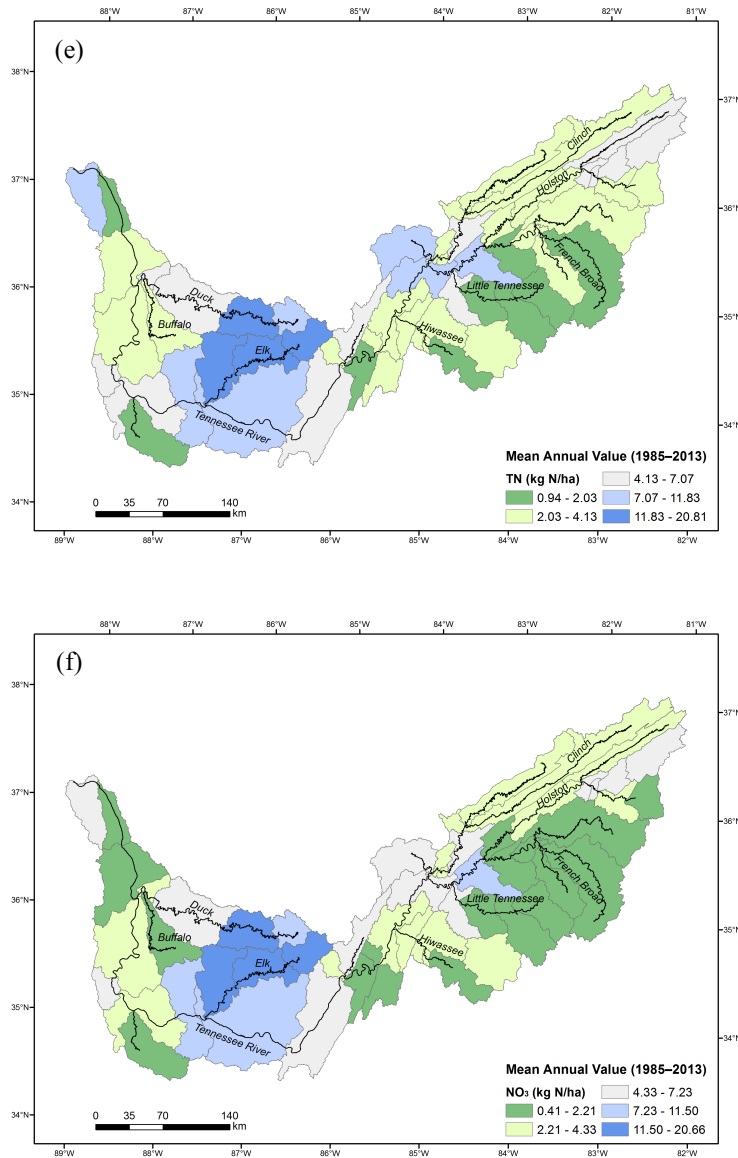 (e)
88°W 87°W 86°W 85°W 84°W 83°W 82°W 81°W
38°N
37°N
36°N
35°N
34°N
37°N
36°N
35°N
34°N
Clinch
Holston
French Broad
Little Tennessee
Hiwassee
Duck
Buffalo
Elk
Tennessee River
Mean Annual Value (1985–2013)
TN (kg N/ha) 4.13 - 7.07
0.94 - 2.03 7.07 - 11.83
2.03 - 4.13 11.83 - 20.81
0 35 70 140
km
89°W 88°W 87°W 86°W 85°W 84°W 83°W 82°W
(f)
88°W 87°W 86°W 85°W 84°W 83°W 82°W 81°W
38°N
37°N
36°N
35°N
34°N
37°N
36°N
35°N
34°N
Clinch
Holston
French Broad
Little Tennessee
Hiwassee
Duck
Buffalo
Elk
Tennessee River
Mean Annual Value (1985–2013)
NO₃ (kg N/ha) 4.33 - 7.23
0.41 - 2.21 7.23 - 11.50
2.21 - 4.33 11.50 - 20.66
0 35 70 140
km
89°W 88°W 87°W 86°W 85°W 84°W 83°W 82°W